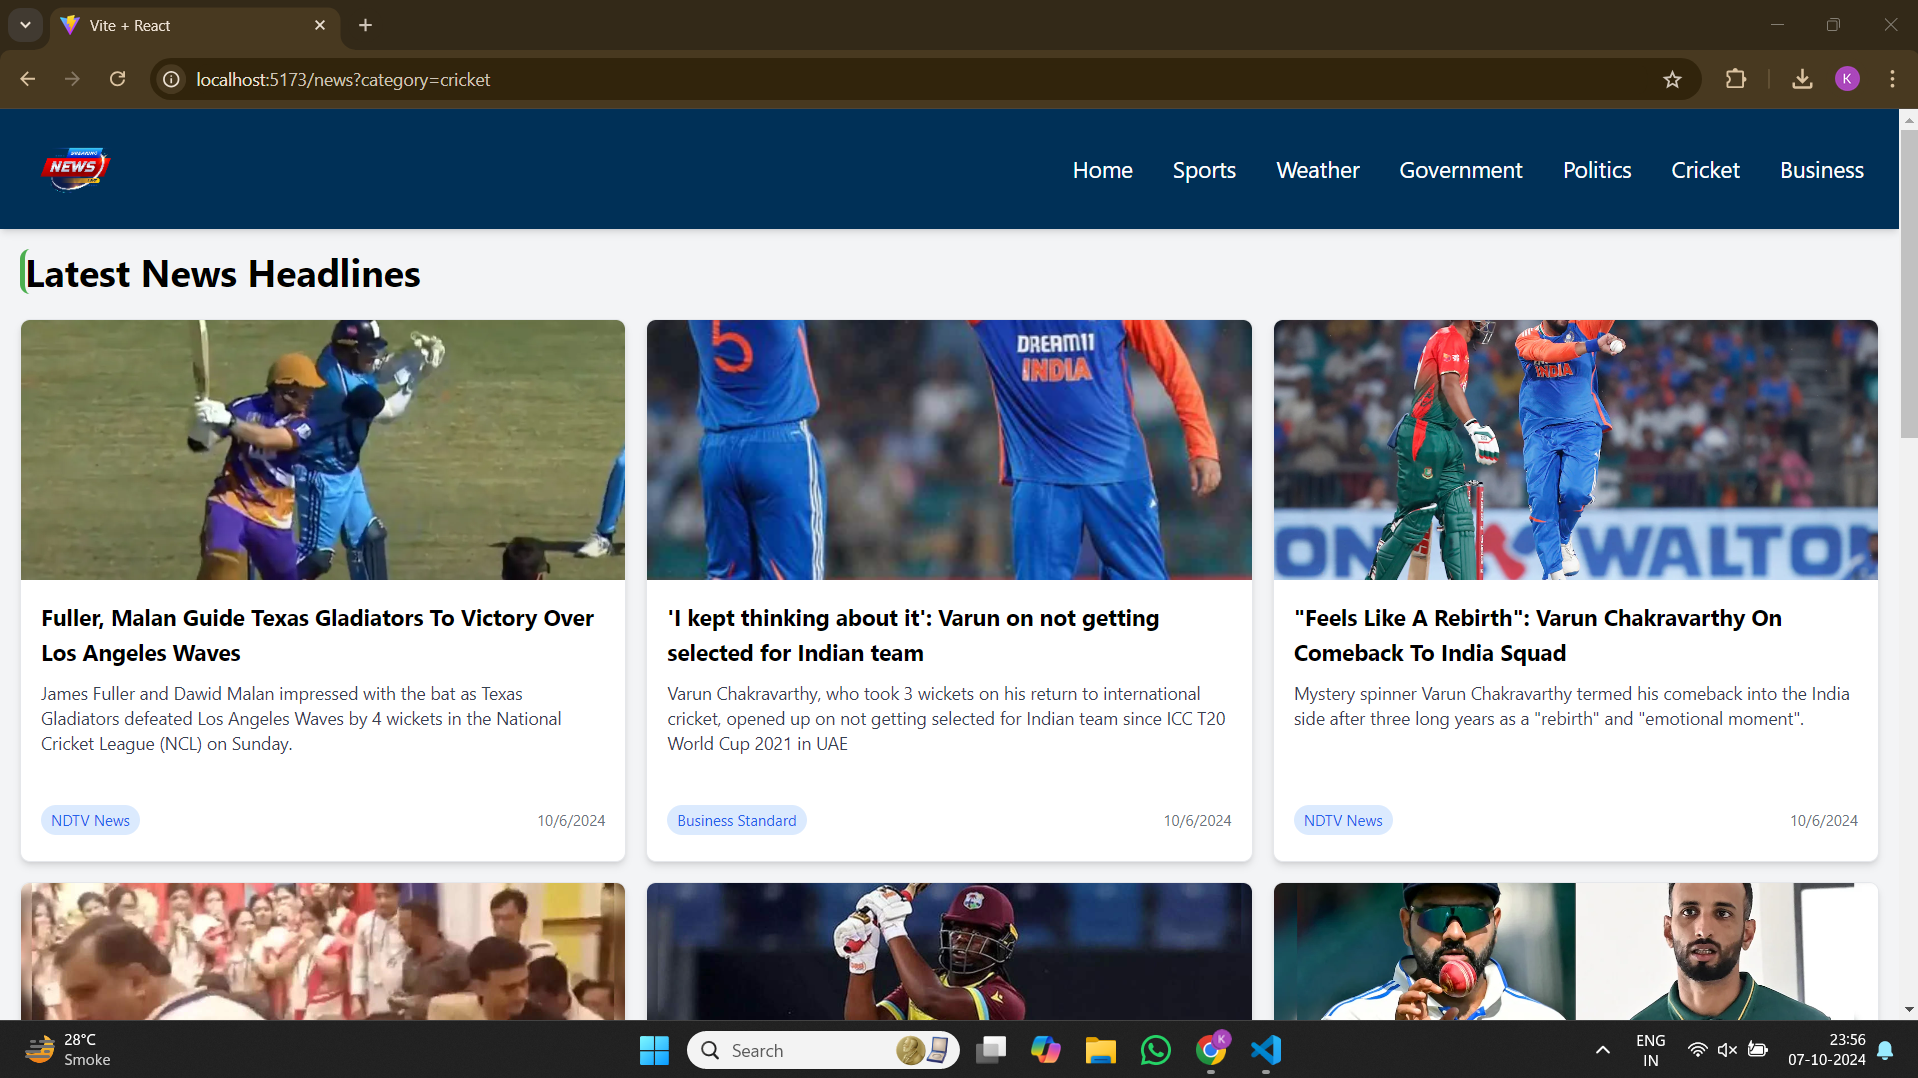 Vite + React
localhost:5173/news?category=cricket
BREAKING
NEWS
Home
Sports
Weather
Government
Politics
Cricket
Business
Latest News Headlines
5
DREAM11
INDIA
INDIA
ON WALTO
Fuller, Malan Guide Texas Gladiators To Victory Over
Los Angeles Waves
James Fuller and Dawid Malan impressed with the bat as Texas
Gladiators defeated Los Angeles Waves by 4 wickets in the National
Cricket League (NCL) on Sunday.
NDTV News
10/6/2024
'I kept thinking about it': Varun on not getting
selected for Indian team
Varun Chakravarthy, who took 3 wickets on his return to international
cricket, opened up on not getting selected for Indian team since ICC T20
World Cup 2021 in UAE
Business Standard
10/6/2024
"Feels Like A Rebirth": Varun Chakravarthy On
Comeback To India Squad
Mystery spinner Varun Chakravarthy termed his comeback into the India
side after three long years as a "rebirth" and "emotional moment".
NDTV News
10/6/2024
28°C
Smoke
Search
K
K
ENG
IN
23:56
07-10-2024